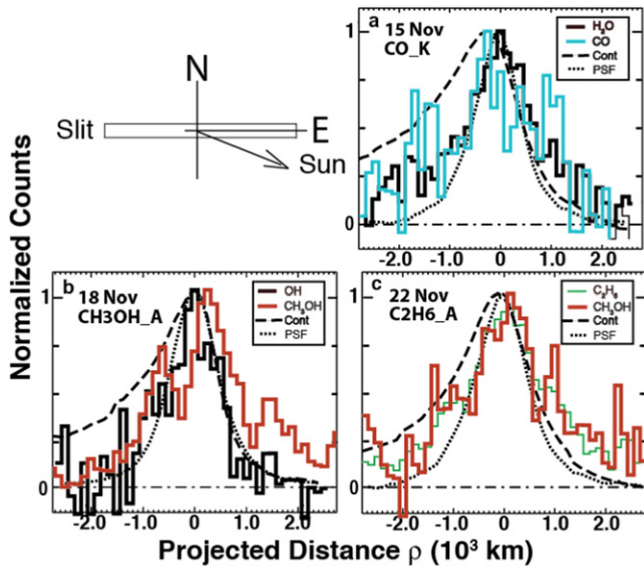 N
Slit
E
Sun
Normalized Counts
a
15 Nov
CO_K
H₂O
CO
Cont
PSF
1
0
-2.0 -1.0 0 1.0 2.0
b
18 Nov
CH3OH_A
OH
CH₃OH
Cont
PSF
1
0
-2.0 -1.0 0 1.0 2.0
c
22 Nov
C2H6_A
C₂H₆
CH₃OH
Cont
PSF
1
0
-2.0 -1.0 0 1.0 2.0
Projected Distance ρ (10³ km)